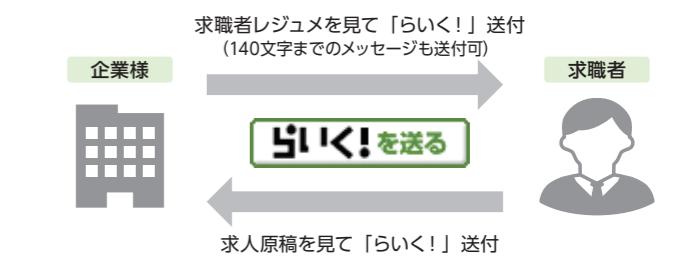 求職者レジュメを見て「らいく!」送付
(140文字までのメッセージも送付可)
企業様
求職者
らいく!を送る
求人原稿を見て「らいく!」送付